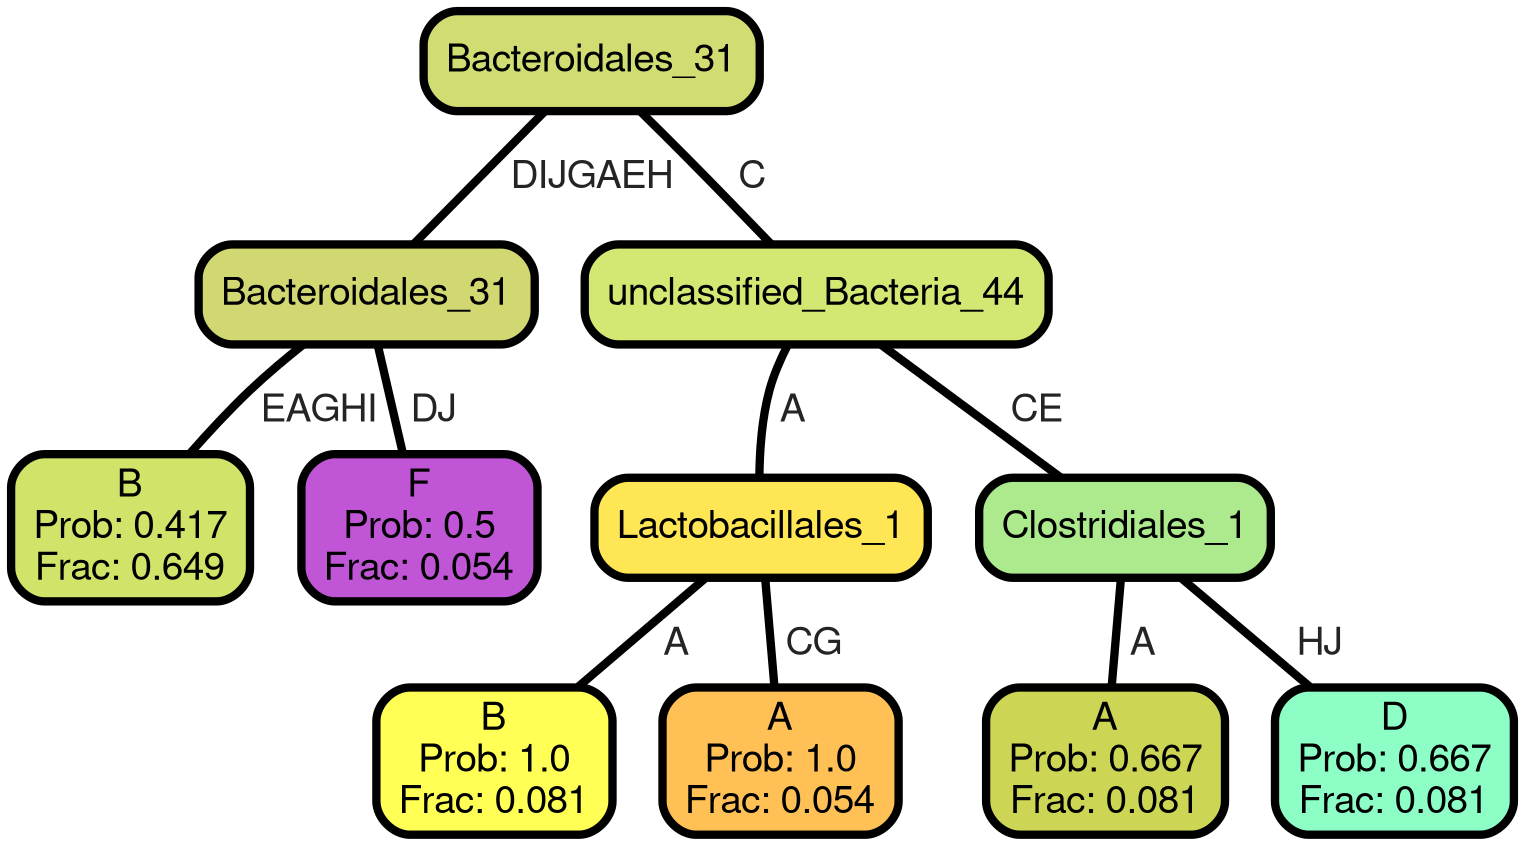 Bacteroidales_31
DIJGAEH
C
Bacteroidales_31
unclassified_Bacteria_44
EAGHI
DJ
A
CE
B
Prob: 0.417
Frac: 0.649
F
Prob: 0.5
Frac: 0.054
Lactobacillales_1
Clostridiales_1
A
CG
A
HJ
B
Prob: 1.0
Frac: 0.081
A
Prob: 1.0
Frac: 0.054
A
Prob: 0.667
Frac: 0.081
D
Prob: 0.667
Frac: 0.081